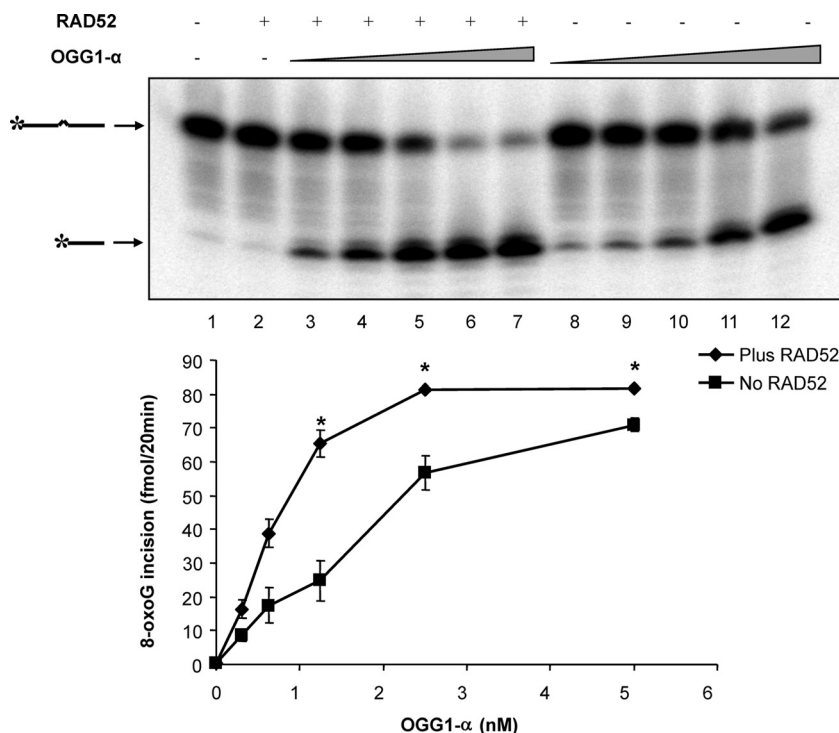 RAD52 - + + + + + + - - - - -
OGG1-α - -
*
*
1 2 3 4 5 6 7 8 9 10 11 12
Plus RAD52
No RAD52
* * *
90
80
70
60
50
40
30
20
10
0
8-oxoG incision (fmol/20min)
0 1 2 3 4 5 6
OGG1-α (nM)